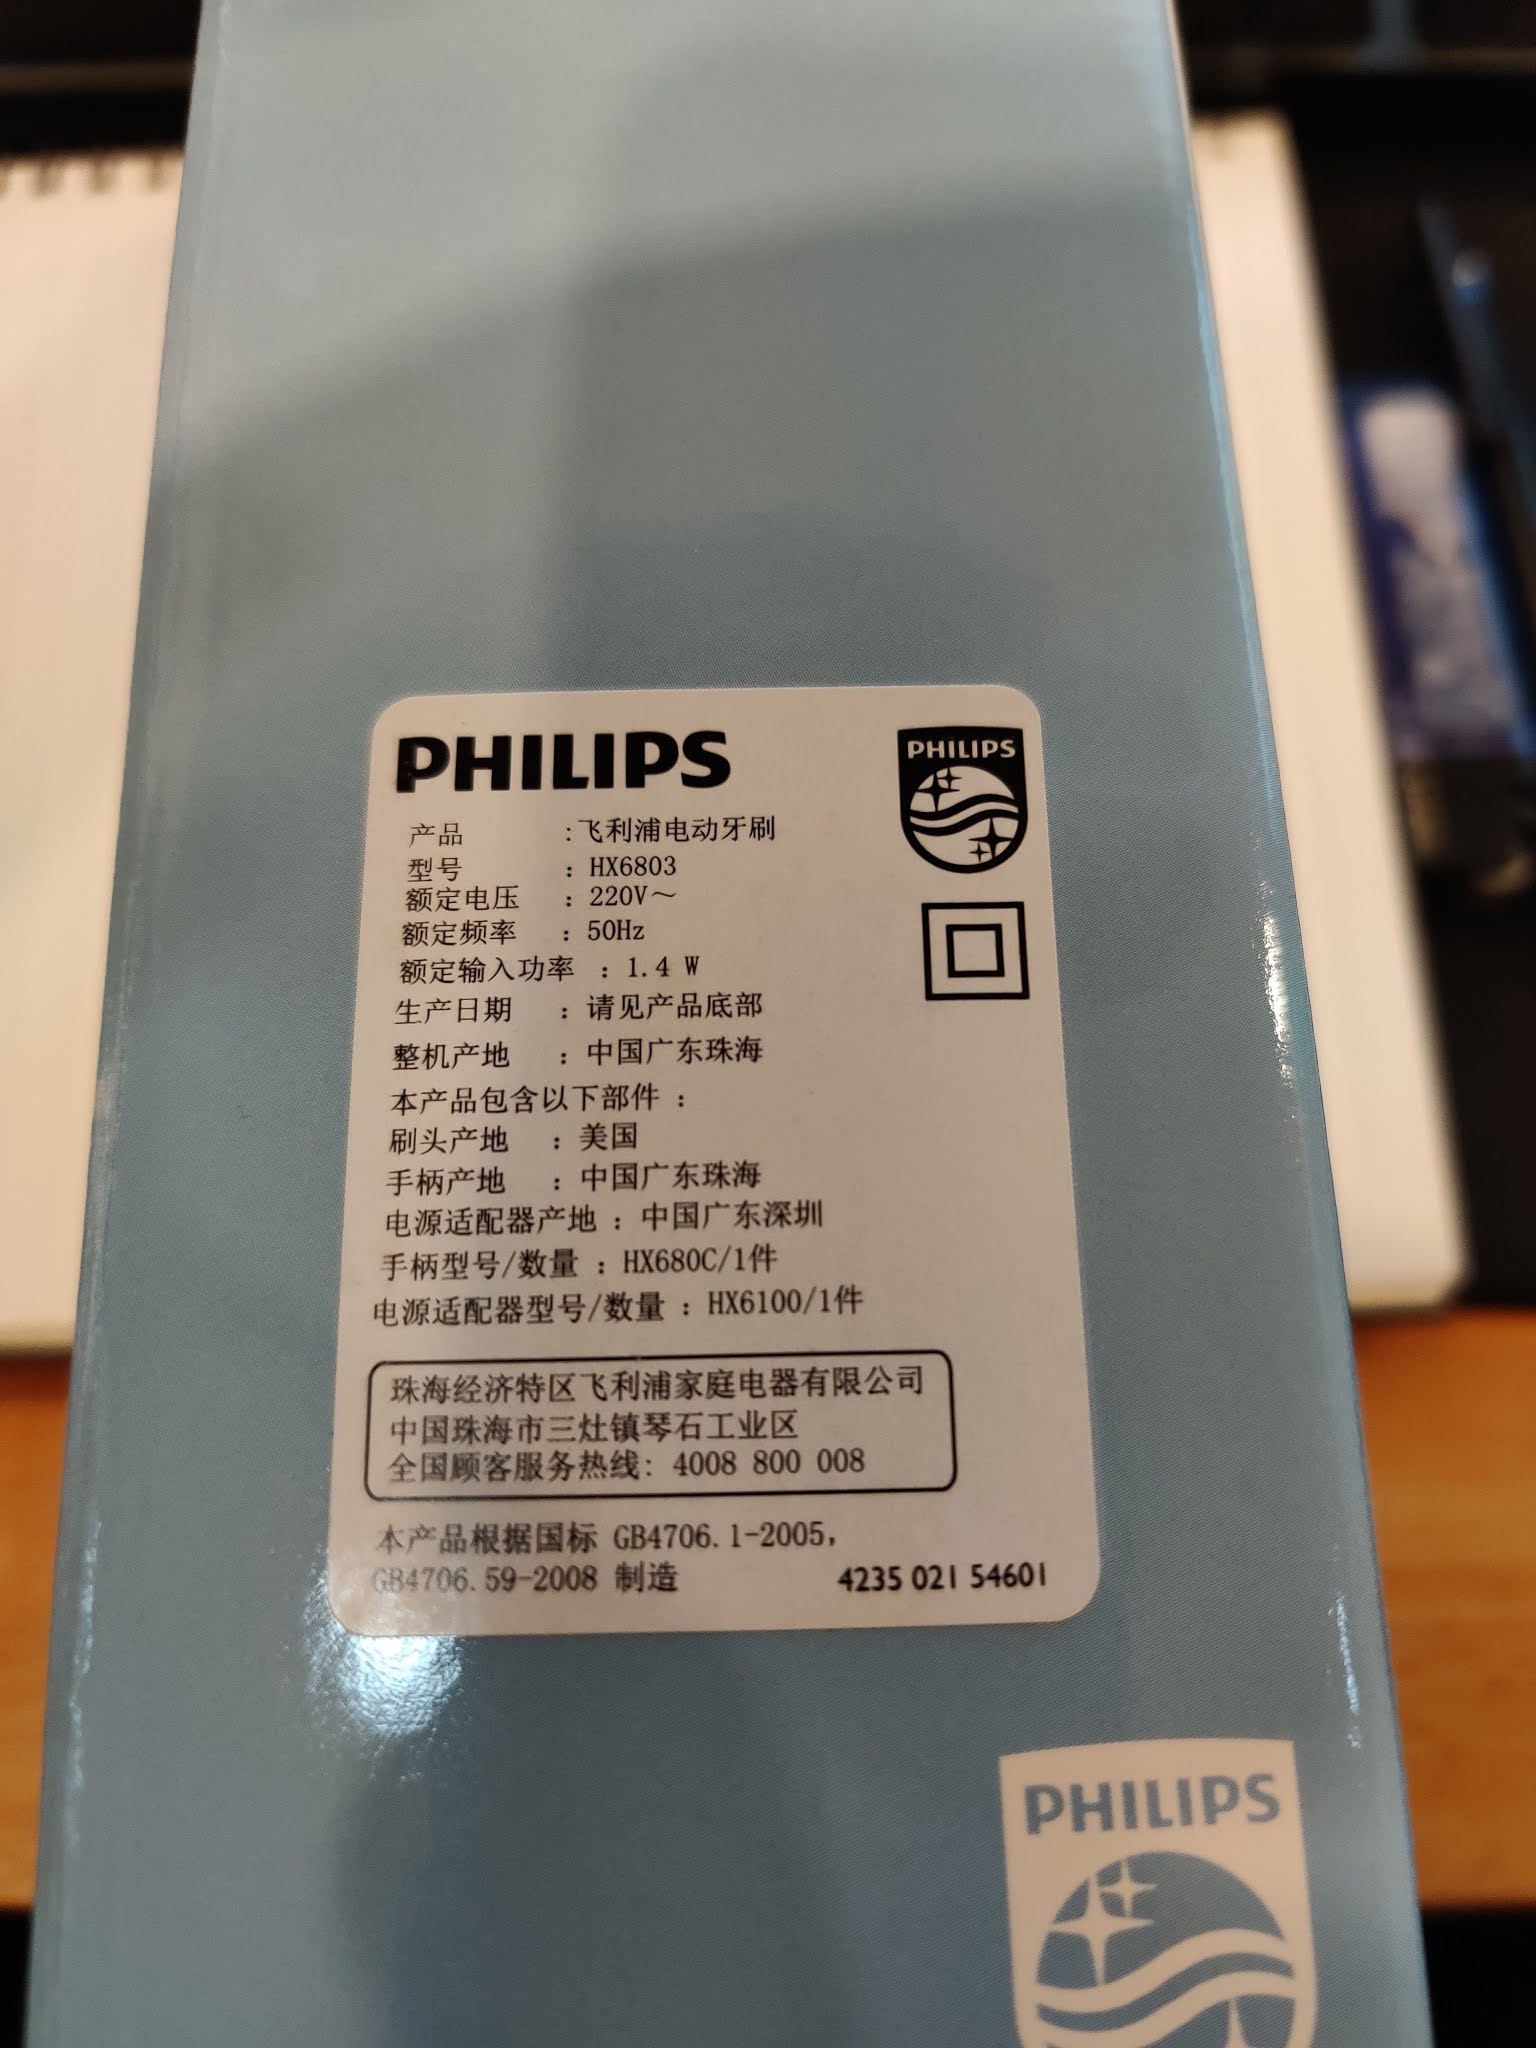 PHILIPS
PHILIPS
产品 :飞利浦电动牙刷
型号 : HX6803
额定电压 : 220V～
额定频率 : 50Hz
额定输入功率 : 1.4 W
生产日期 : 请见产品底部
整机产地 : 中国广东珠海
本产品包含以下部件 :
刷头产地 : 美国
手柄产地 : 中国广东珠海
电源适配器产地 : 中国广东深圳
手柄型号/数量 : HX680C/1件
电源适配器型号/数量 : HX6100/1件
珠海经济特区飞利浦家庭电器有限公司
中国珠海市三灶镇琴石工业区
全国顾客服务热线: 4008 800 008
本产品根据国标 GB4706.1-2005,
GB4706.59-2008 制造
4235 021 54601
PHILIPS